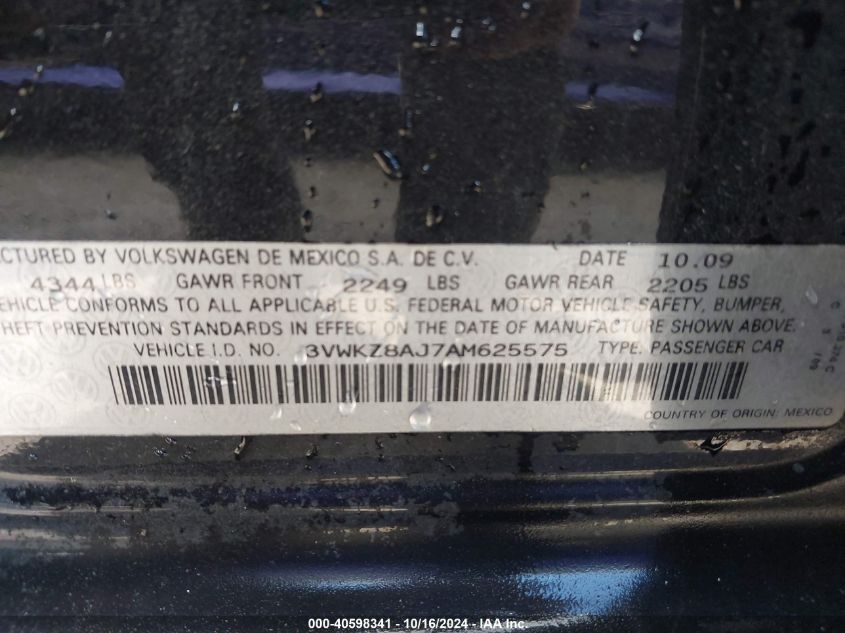 CTURED BY VOLKSWAGEN DE MEXICO S.A. DE C.V. DATE 10.09
4344 LBS GAWR FRONT 2249 LBS GAWR REAR 2205 LBS
VEHICLE CONFORMS TO ALL APPLICABLE U.S. FEDERAL MOTOR VEHICLE SAFETY, BUMPER,
THEFT PREVENTION STANDARDS IN EFFECT ON THE DATE OF MANUFACTURE SHOWN ABOVE.
VEHICLE I.D. NO. 3VWKZ8AJ7AM625575 TYPE: PASSENGER CAR
COUNTRY OF ORIGIN: MEXICO
000-40598341 - 10/16/2024 - IAA Inc.